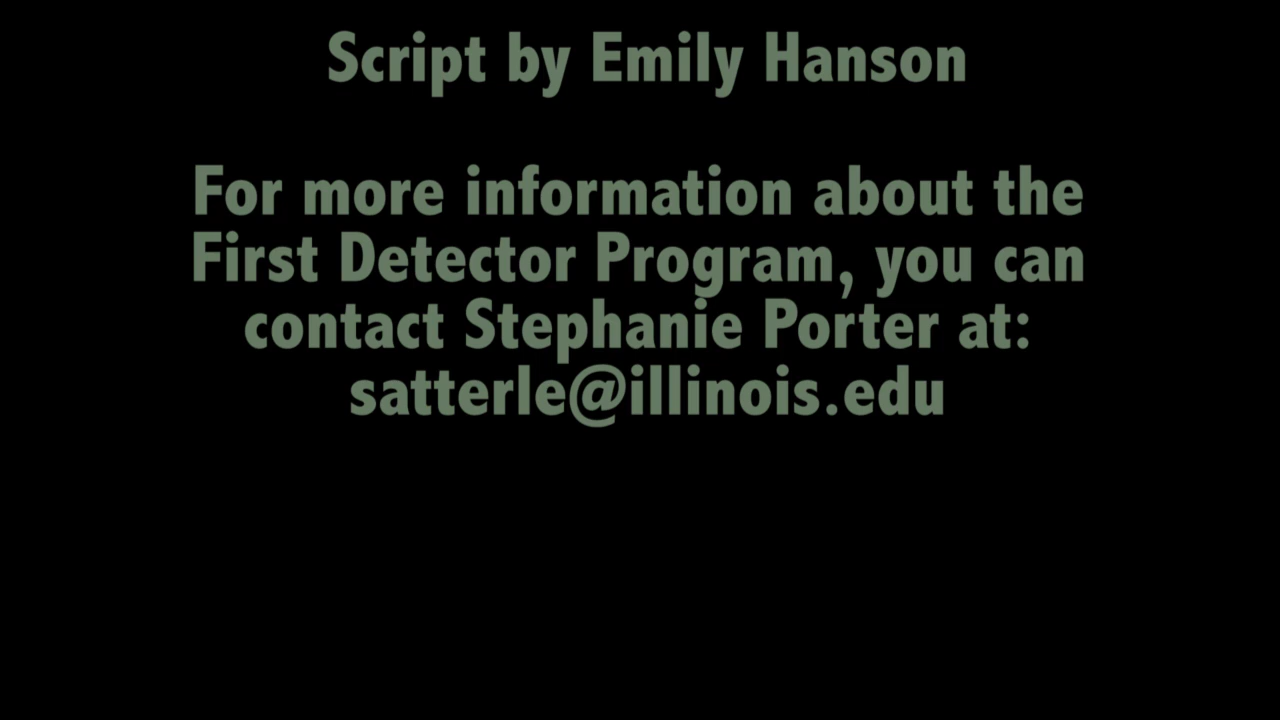 Script by Emily Hanson
For more information about the
First Detector Program, you can
contact Stephanie Porter at:
satterle@illinois.edu